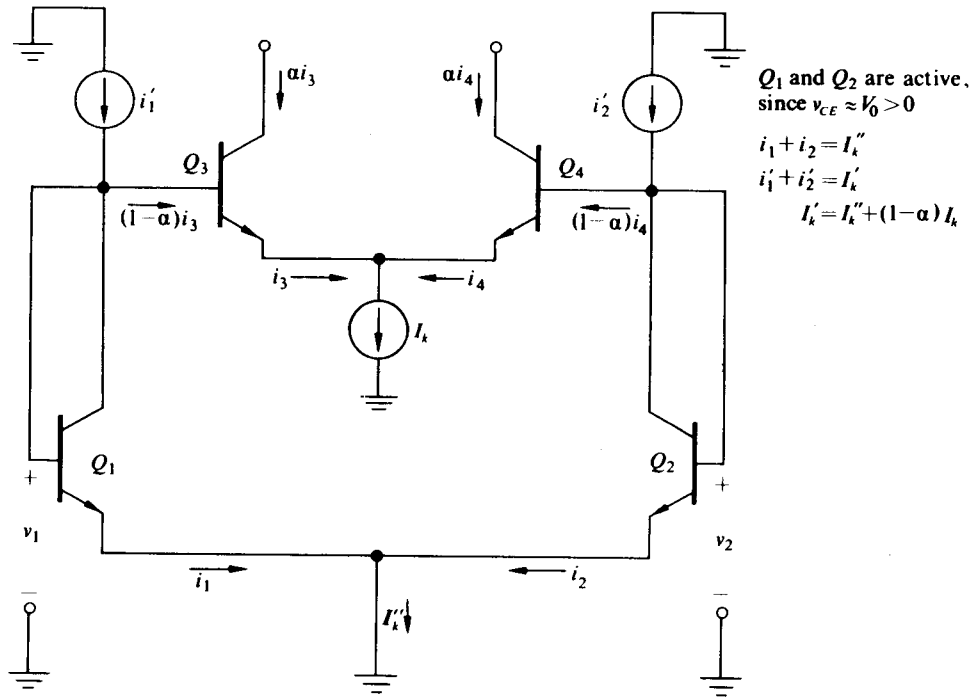 i₁′
αi₃
αi₄
i₂′
Q₁ and Q₂ are active,
since v_CE ≈ V₀ > 0
i₁ + i₂ = I_k″
i₁′ + i₂′ = I_k′
I_k′ = I_k″ + (1−α) I_k
Q₃
Q₄
(1−α)i₃
(1−α)i₄
i₃
i₄
I_k
Q₁
Q₂
+
+
v₁
v₂
i₁
i₂
−
−
I_k″